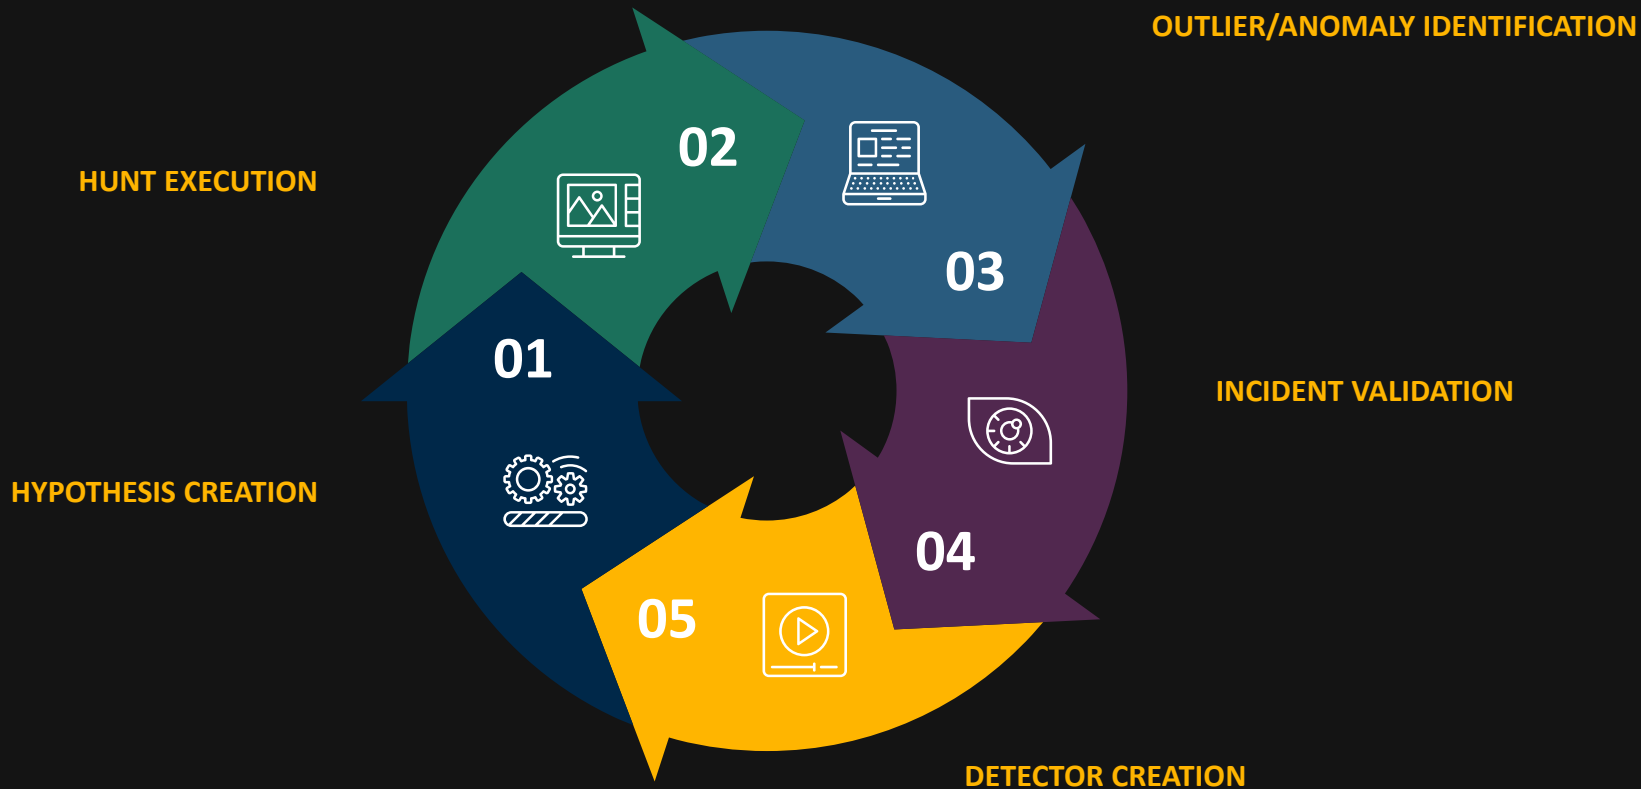 OUTLIER/ANOMALY IDENTIFICATION
02
HUNT EXECUTION
03
01
INCIDENT VALIDATION
HYPOTHESIS CREATION
04
05
DETECTOR CREATION